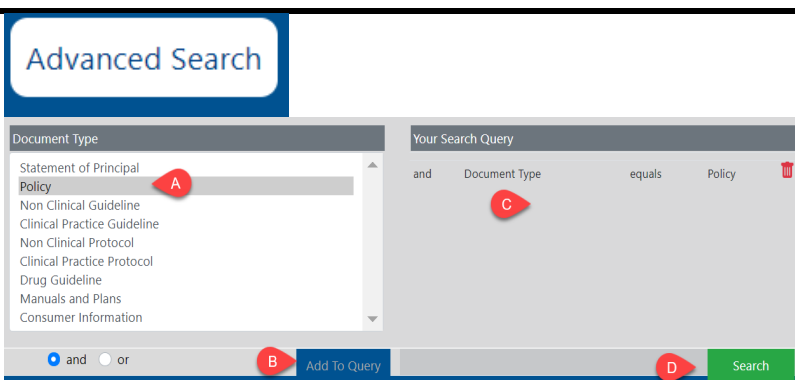 Advanced Search
Document Type
Statement of Principal
Policy
A
Non Clinical Guideline
Clinical Practice Guideline
Non Clinical Protocol
Clinical Practice Protocol
Drug Guideline
Manuals and Plans
Consumer Information
and or
B
Add To Query
Your Search Query
and Document Type equals Policy
C
D
Search